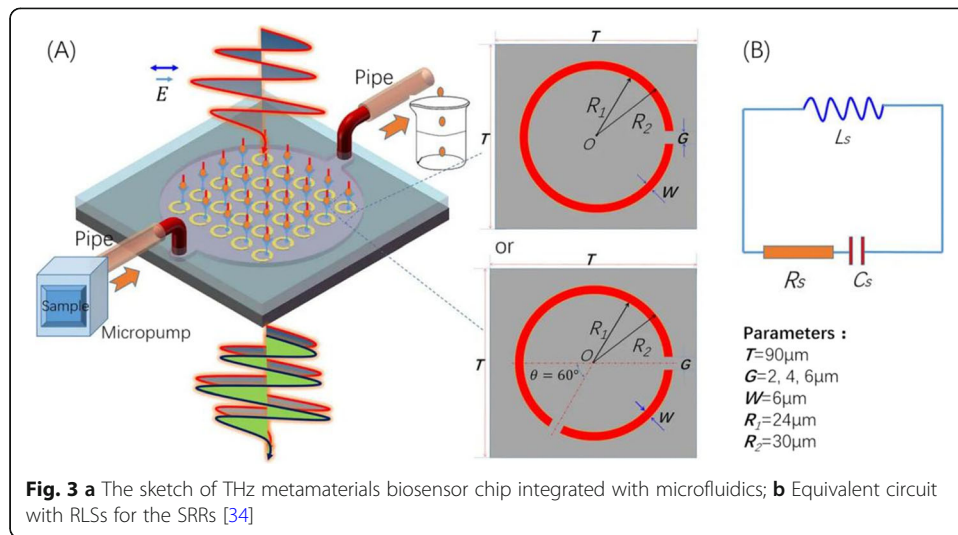 (A)
E
Pipe
Pipe
Sample
Micropump
T
T
R1
R2
O
G
W
or
T
T
R1
R2
O
G
θ = 60°
W
(B)
Ls
Rs
Cs
Parameters :
T=90μm
G=2, 4, 6μm
W=6μm
R1=24μm
R2=30μm
Fig. 3 a The sketch of THz metamaterials biosensor chip integrated with microfluidics; b Equivalent circuit
with RLSs for the SRRs [34]